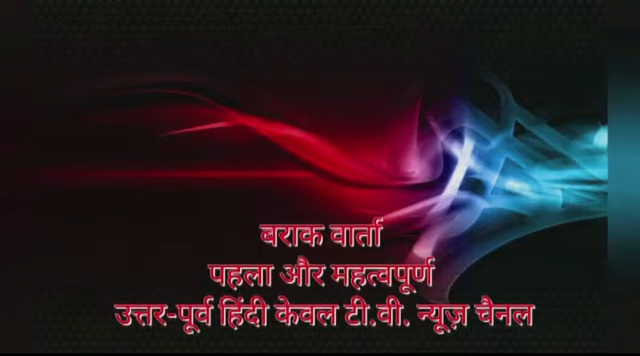 बराक वार्ता
पहला और महत्वपूर्ण
उत्तर-पूर्व हिंदी केवल टी.वी. न्यूज़ चैनल